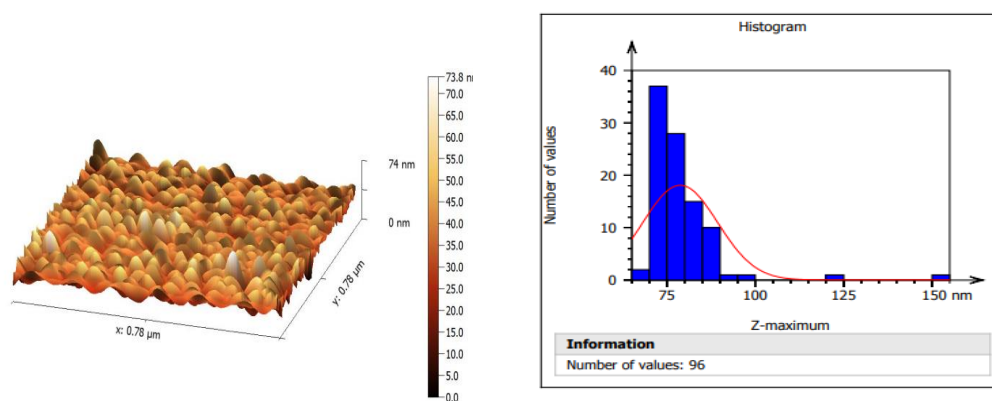 73.8 n
70.0
65.0
60.0
55.0
50.0
45.0
40.0
35.0
30.0
25.0
20.0
15.0
10.0
5.0
0.0
74 nm
0 nm
x: 0.78 µm
y: 0.78 µm
Histogram
Number of values
40
30
20
10
0
75
100
125
150 nm
Z-maximum
Information
Number of values: 96